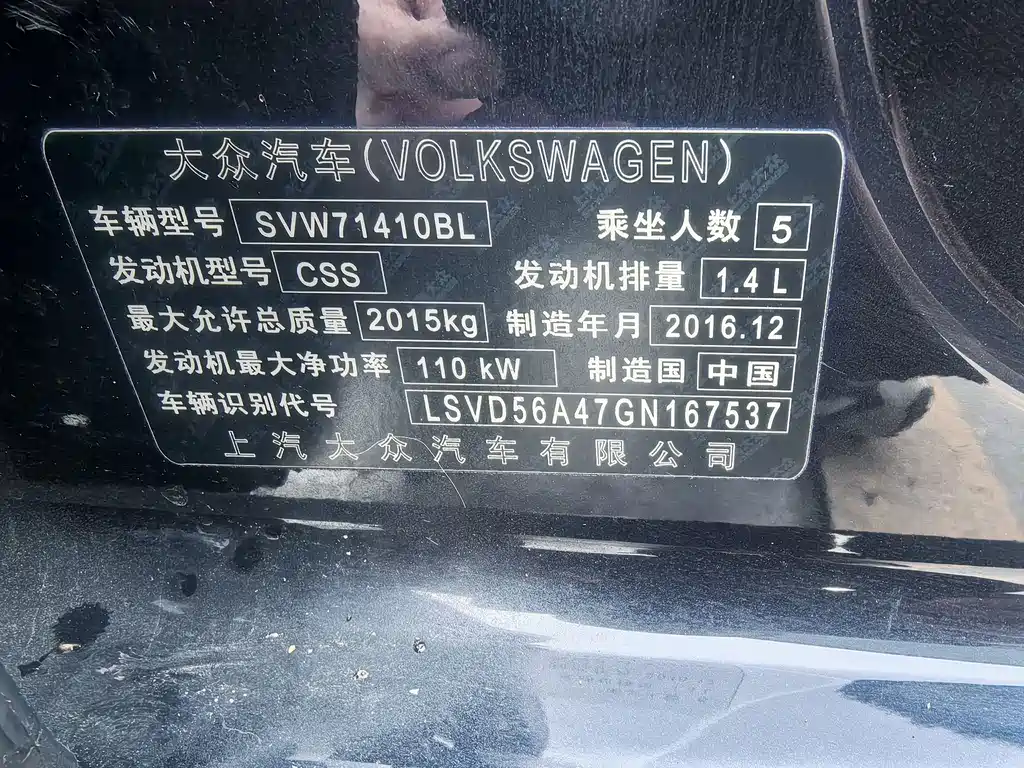 大众汽车(VOLKSWAGEN)
车辆型号 SVW71410BL 乘坐人数 5
发动机型号 CSS 发动机排量 1.4 L
最大允许总质量 2015kg 制造年月 2016.12
发动机最大净功率 110 kW 制造国 中国
车辆识别代号 LSVD56A47GN167537
上汽大众汽车有限公司